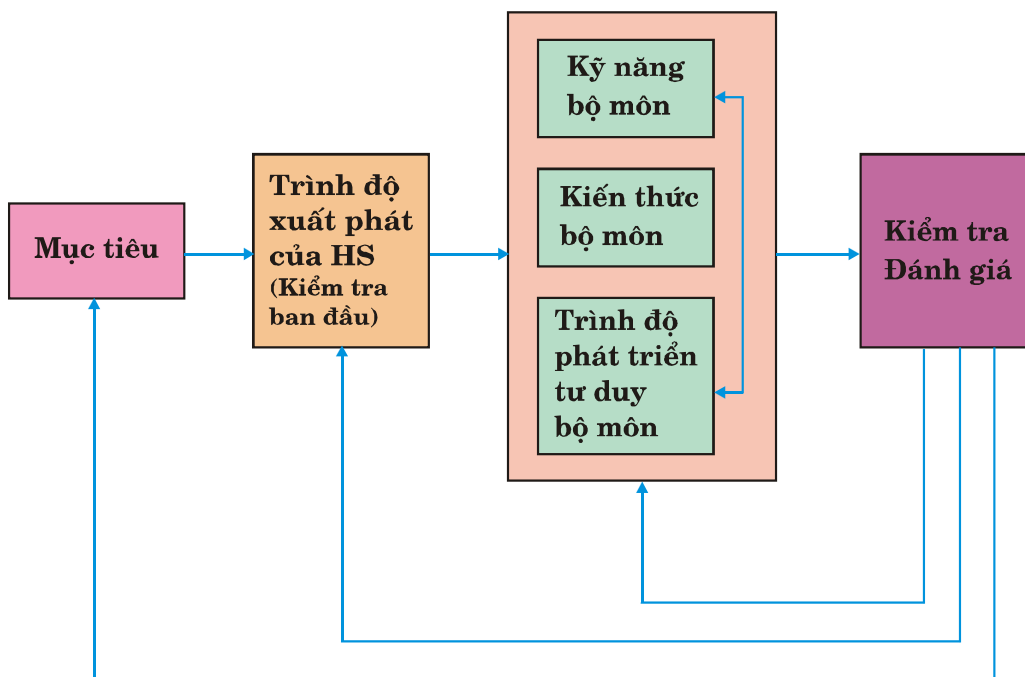 Mục tiêu
Trình độ
xuất phát
của HS
(Kiểm tra
ban đầu)
Kỹ năng
bộ môn
Kiến thức
bộ môn
Trình độ
phát triển
tư duy
bộ môn
Kiểm tra
Đánh giá